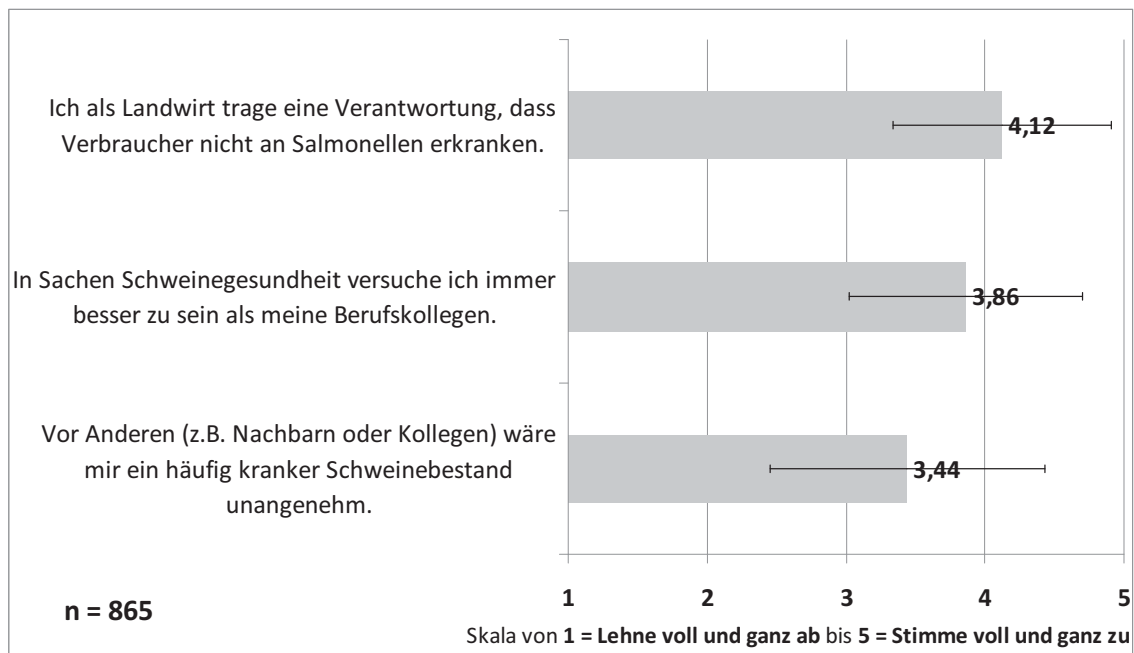 Ich als Landwirt trage eine Verantwortung, dass
Verbraucher nicht an Salmonellen erkranken.
4,12
In Sachen Schweinegesundheit versuche ich immer
besser zu sein als meine Berufskollegen.
3,86
Vor Anderen (z.B. Nachbarn oder Kollegen) wäre
mir ein häufig kranker Schweinebestand
unangenehm.
3,44
1 2 3 4 5
n = 865
Skala von 1 = Lehne voll und ganz ab bis 5 = Stimme voll und ganz zu